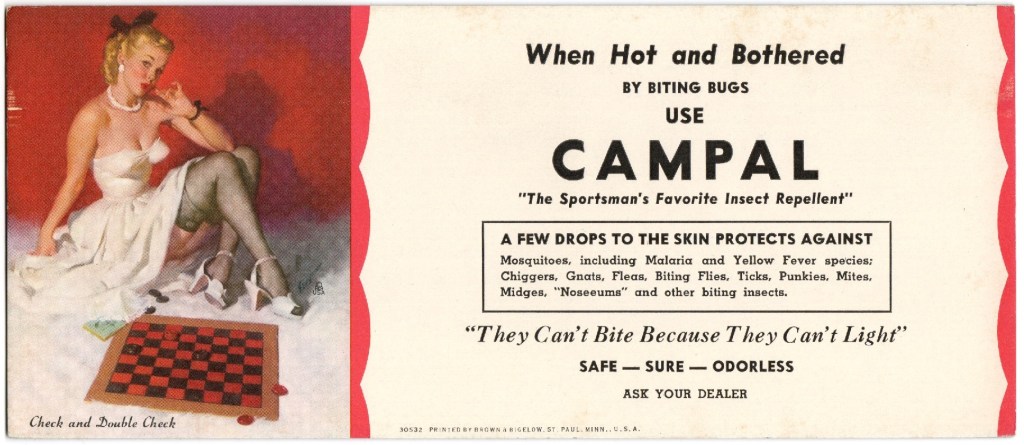 When Hot and Bothered
BY BITING BUGS
USE
CAMPAL
"The Sportsman's Favorite Insect Repellent"
A FEW DROPS TO THE SKIN PROTECTS AGAINST
Mosquitoes, including Malaria and Yellow Fever species;
Chiggers, Gnats, Fleas, Biting Flies, Ticks, Punkies, Mites,
Midges, "Noseeums" and other biting insects.
"They Can't Bite Because They Can't Light"
SAFE — SURE — ODORLESS
ASK YOUR DEALER
Check and Double Check
30532 PRINTED BY BROWN & BIGELOW, ST. PAUL, MINN., U.S.A.